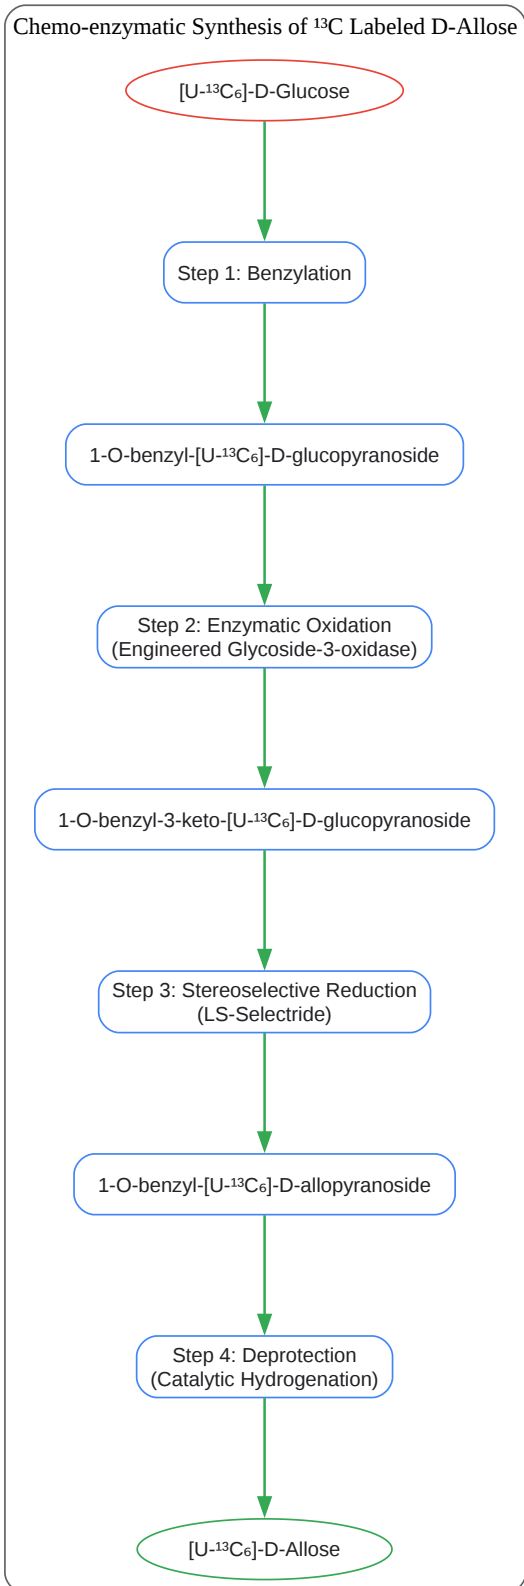 Chemo-enzymatic Synthesis of ¹³C Labeled D-Allose
[U-¹³C₆]-D-Glucose
Step 1: Benzylation
1-O-benzyl-[U-¹³C₆]-D-glucopyranoside
Step 2: Enzymatic Oxidation
(Engineered Glycoside-3-oxidase)
1-O-benzyl-3-keto-[U-¹³C₆]-D-glucopyranoside
Step 3: Stereoselective Reduction
(LS-Selectride)
1-O-benzyl-[U-¹³C₆]-D-allopyranoside
Step 4: Deprotection
(Catalytic Hydrogenation)
[U-¹³C₆]-D-Allose